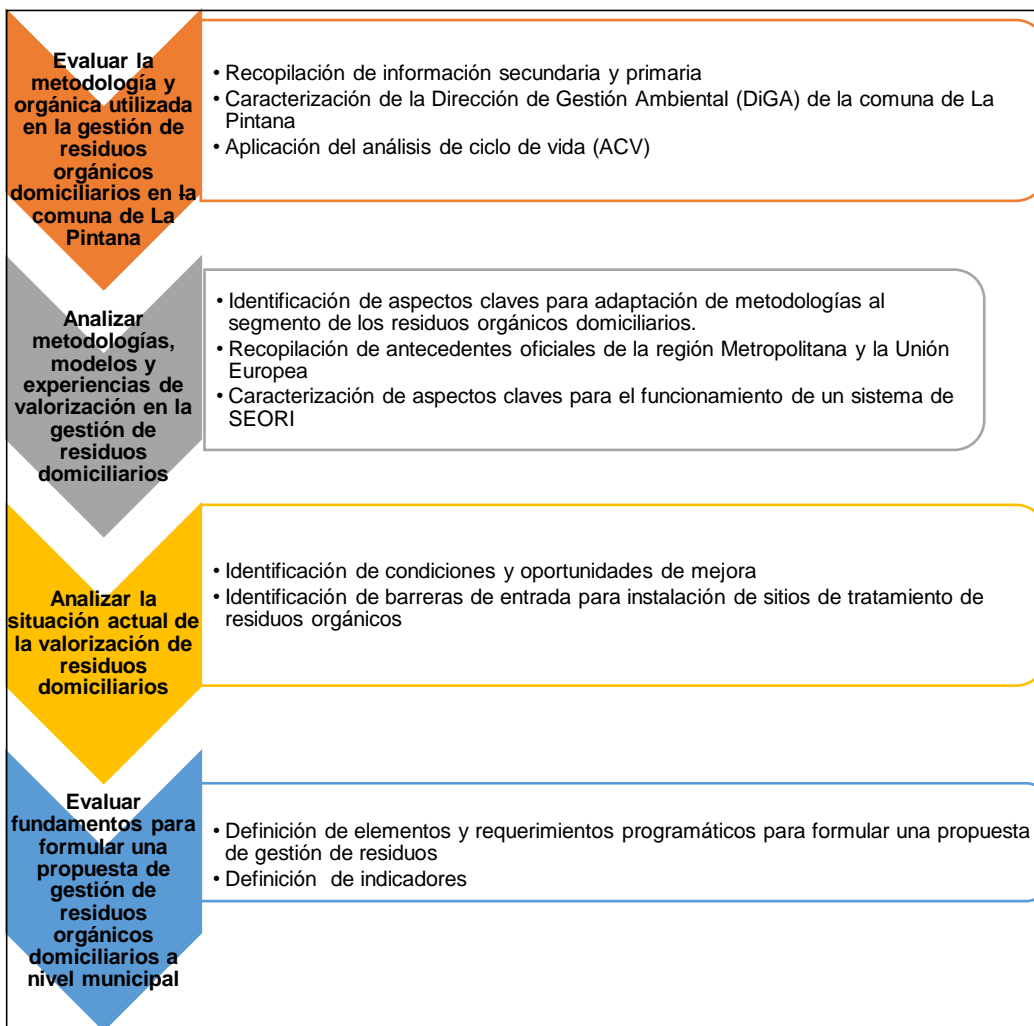 Evaluar la
metodología y
orgánica utilizada
en la gestión de
residuos
orgánicos
domiciliarios en la
comuna de La
Pintana
• Recopilación de información secundaria y primaria
• Caracterización de la Dirección de Gestión Ambiental (DiGA) de la comuna de La
Pintana
• Aplicación del análisis de ciclo de vida (ACV)
Analizar
metodologías,
modelos y
experiencias de
valorización en la
gestión de
residuos
domiciliarios
• Identificación de aspectos claves para adaptación de metodologías al
segmento de los residuos orgánicos domiciliarios.
• Recopilación de antecedentes oficiales de la región Metropolitana y la Unión
Europea
• Caracterización de aspectos claves para el funcionamiento de un sistema de
SEORI
Analizar la
situación actual de
la valorización de
residuos
domiciliarios
• Identificación de condiciones y oportunidades de mejora
• Identificación de barreras de entrada para instalación de sitios de tratamiento de
residuos orgánicos
Evaluar
fundamentos para
formular una
propuesta de
gestión de
residuos
orgánicos
domiciliarios a
nivel municipal
• Definición de elementos y requerimientos programáticos para formular una propuesta
de gestión de residuos
• Definición de indicadores